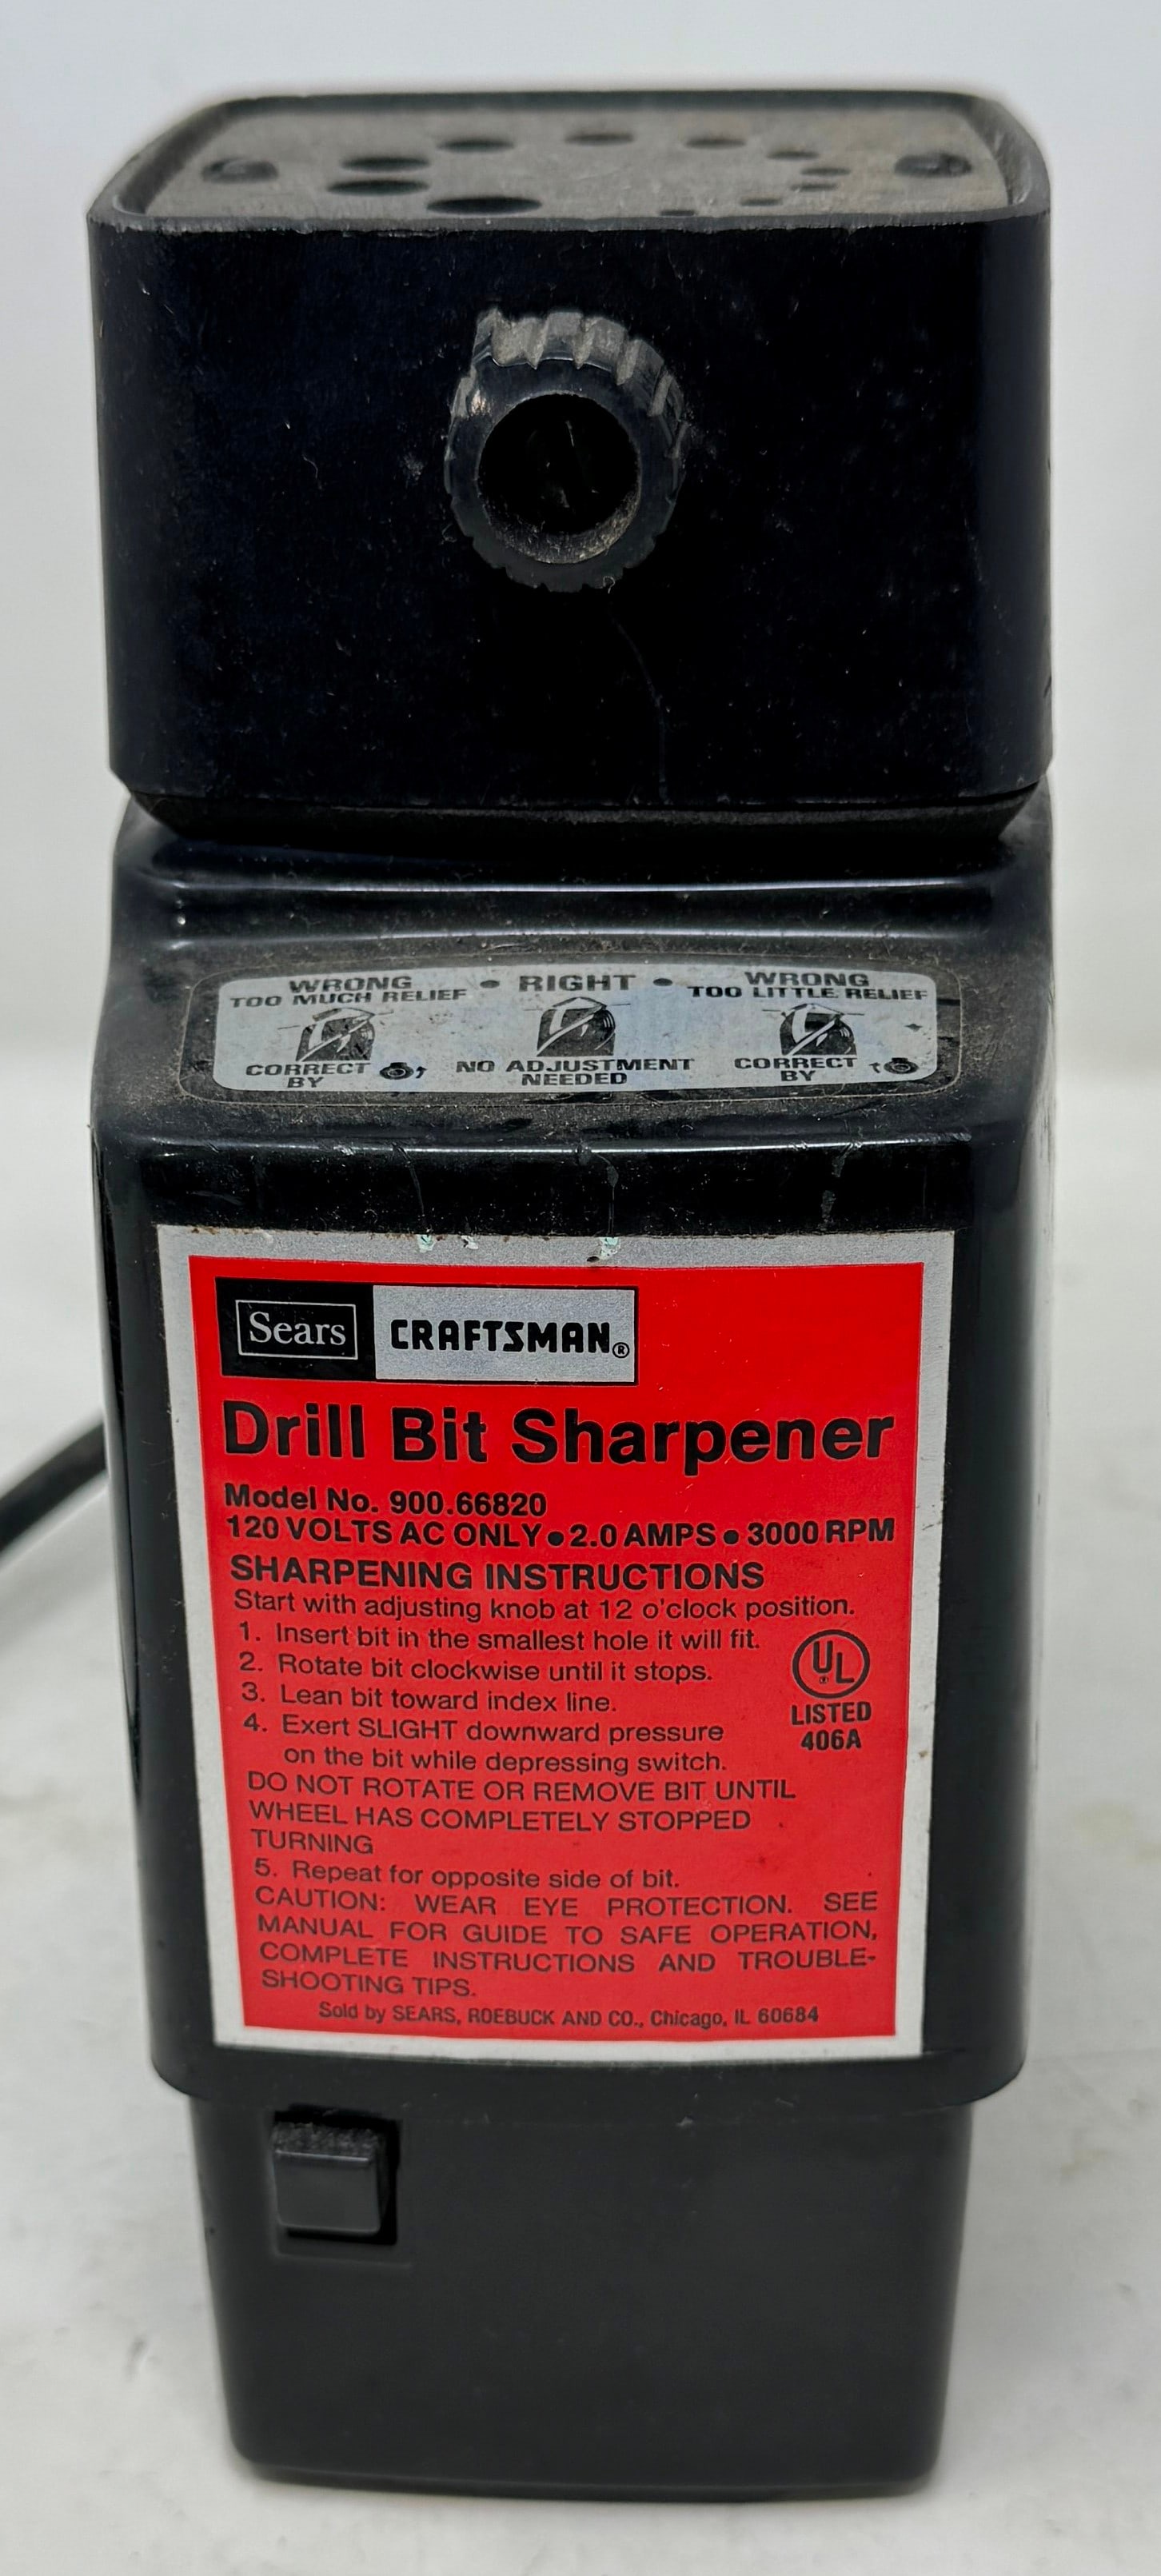 WRONG • RIGHT • WRONG
TOO MUCH RELIEF TOO LITTLE RELIEF
CORRECT BY NO ADJUSTMENT NEEDED CORRECT BY
Sears CRAFTSMAN®
Drill Bit Sharpener
Model No. 900.66820
120 VOLTS AC ONLY • 2.0 AMPS • 3000 RPM
SHARPENING INSTRUCTIONS
Start with adjusting knob at 12 o'clock position.
1. Insert bit in the smallest hole it will fit.
2. Rotate bit clockwise until it stops.
3. Lean bit toward index line.
4. Exert SLIGHT downward pressure
on the bit while depressing switch.
UL
LISTED
406A
DO NOT ROTATE OR REMOVE BIT UNTIL
WHEEL HAS COMPLETELY STOPPED
TURNING
5. Repeat for opposite side of bit.
CAUTION: WEAR EYE PROTECTION. SEE
MANUAL FOR GUIDE TO SAFE OPERATION,
COMPLETE INSTRUCTIONS AND TROUBLE-
SHOOTING TIPS.
Sold by SEARS, ROEBUCK AND CO., Chicago, IL 60684